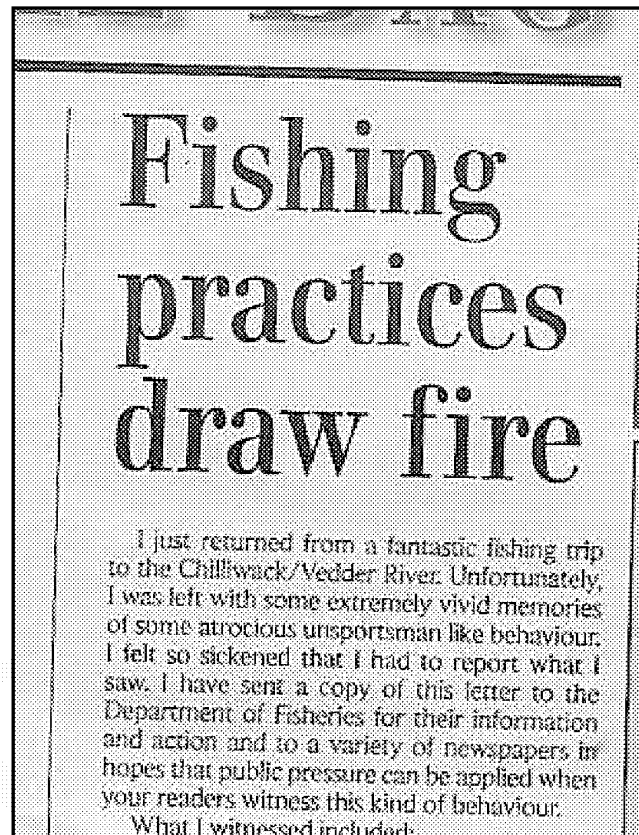 Fishing
practices
draw fire
I just returned from a fantastic fishing trip
to the Chilliwack/Vedder River. Unfortunately,
I was left with some extremely vivid memories
of some atrocious unsportsman like behaviour.
I felt so sickened that I had to report what I
saw. I have sent a copy of this letter to the
Department of Fisheries for their information
and action and to a variety of newspapers in
hopes that public pressure can be applied when
your readers witness this kind of behaviour.
What I witnessed included: